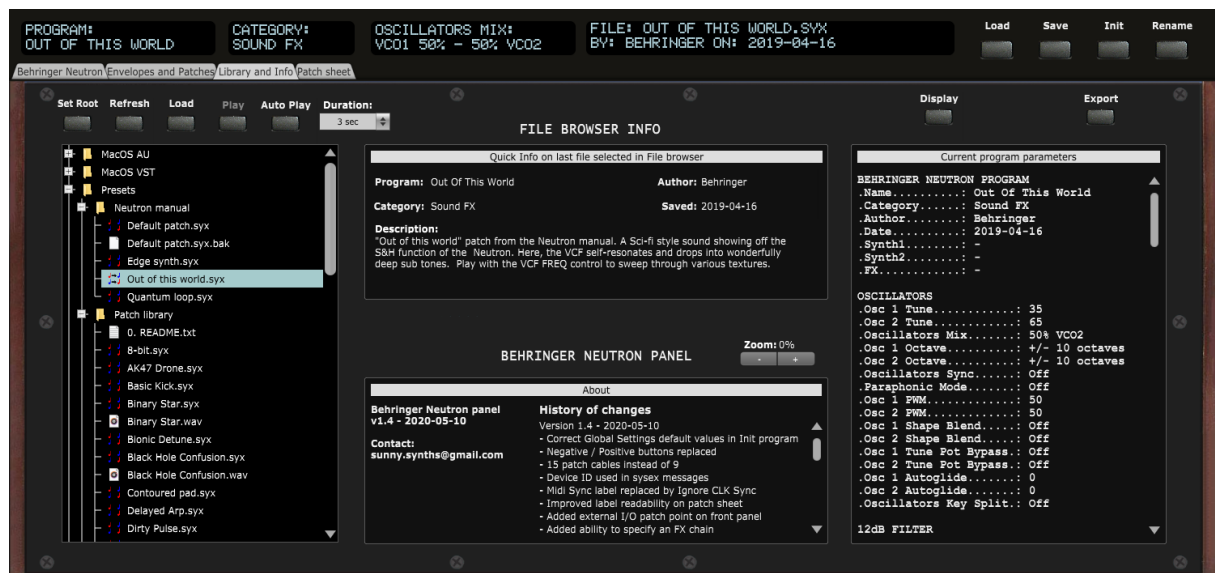 PROGRAM:
OUT OF THIS WORLD
CATEGORY:
SOUND FX
OSCILLATORS MIX:
VCO1 50% - 50% VCO2
FILE: OUT OF THIS WORLD.SYX
BY: BEHRINGER ON: 2019-04-16
Load Save Init Rename
Behringer Neutron Envelopes and Patches Library and Info Patch sheet
Set Root Refresh Load Play Auto Play Duration:
3 sec
Display Export
FILE BROWSER INFO
MacOS AU
MacOS VST
Presets
Neutron manual
Default patch.syx
Default patch.syx.bak
Edge synth.syx
Out of this world.syx
Quantum loop.syx
Patch library
0. README.txt
8-bit.syx
AK47 Drone.syx
Basic Kick.syx
Binary Star.syx
Binary Star.wav
Bionic Detune.syx
Black Hole Confusion.syx
Black Hole Confusion.wav
Contoured pad.syx
Delayed Arp.syx
Dirty Pulse.syx
Quick Info on last file selected in File browser
Program: Out Of This World Author: Behringer
Category: Sound FX Saved: 2019-04-16
Description:
"Out of this world" patch from the Neutron manual. A Sci-fi style sound showing off the
S&H function of the  Neutron. Here, the VCF self-resonates and drops into wonderfully
deep sub tones.  Play with the VCF FREQ control to sweep through various textures.
BEHRINGER NEUTRON PANEL
Zoom: 0%
- +
About
Behringer Neutron panel
v1.4 - 2020-05-10
Contact:
sunny.synths@gmail.com
History of changes
Version 1.4 - 2020-05-10
- Correct Global Settings default values in Init program
- Negative / Positive buttons replaced
- 15 patch cables instead of 9
- Device ID used in sysex messages
- Midi Sync label replaced by Ignore CLK Sync
- Improved label readability on patch sheet
- Added external I/O patch point on front panel
- Added ability to specify an FX chain
Current program parameters
BEHRINGER NEUTRON PROGRAM
.Name..........: Out Of This World
.Category......: Sound FX
.Author........: Behringer
.Date..........: 2019-04-16
.Synth1........: -
.Synth2........: -
.FX............: -
OSCILLATORS
.Osc 1 Tune............: 35
.Osc 2 Tune............: 65
.Oscillators Mix.......: 50% VCO2
.Osc 1 Octave..........: +/- 10 octaves
.Osc 2 Octave..........: +/- 10 octaves
.Oscillators Sync......: Off
.Paraphonic Mode.......: Off
.Osc 1 PWM.............: 50
.Osc 2 PWM.............: 50
.Osc 1 Shape Blend.....: Off
.Osc 2 Shape Blend.....: Off
.Osc 1 Tune Pot Bypass.: Off
.Osc 2 Tune Pot Bypass.: Off
.Osc 1 Autoglide.......: 0
.Osc 2 Autoglide.......: 0
.Oscillators Key Split.: Off
12dB FILTER